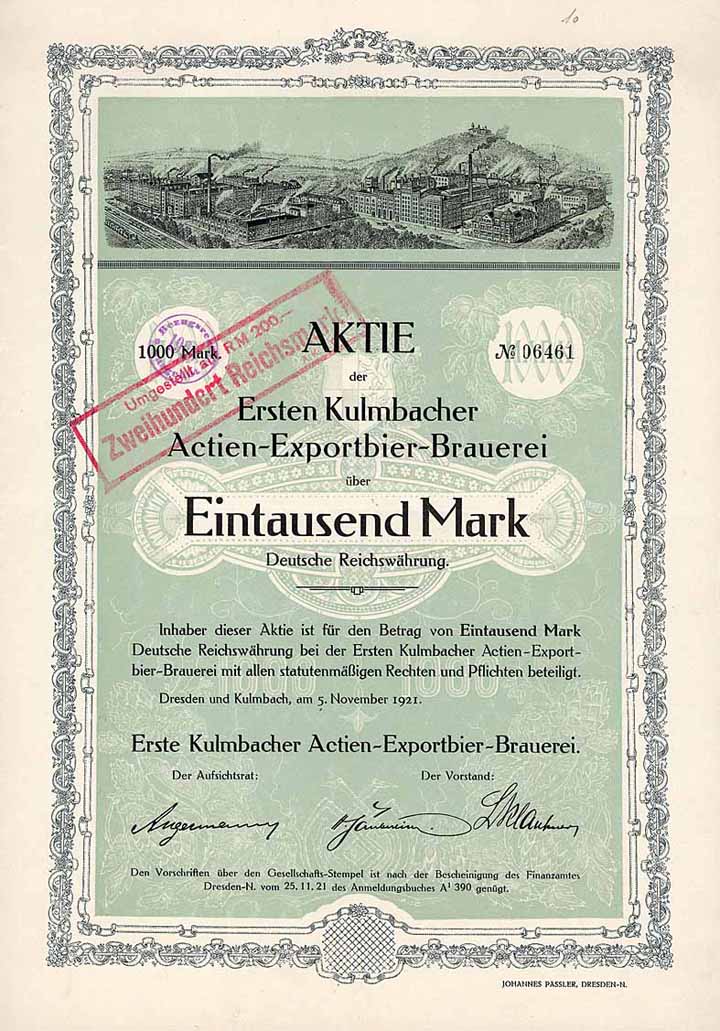 10
1000 Mark.
Umgestellt auf RM 200.—
Zweihundert Reichsmark
AKTIE
1000
№ 06461
der
Ersten Kulmbacher
Actien-Exportbier-Brauerei
über
Eintausend Mark
Deutsche Reichswährung.
Inhaber dieser Aktie ist für den Betrag von Eintausend Mark
Deutsche Reichswährung bei der Ersten Kulmbacher Actien-Export-
bier-Brauerei mit allen statutenmäßigen Rechten und Pflichten beteiligt.
1000
Dresden und Kulmbach, am 5. November 1921.
Erste Kulmbacher Actien-Exportbier-Brauerei.
Der Aufsichtsrat:
Der Vorstand:
Angermann
Den Vorschriften über den Gesellschafts-Stempel ist nach der Bescheinigung des Finanzamtes
Dresden-N. vom 25.11.21 des Anmeldungsbuches A¹ 390 genügt.
JOHANNES PÄSSLER, DRESDEN-N.